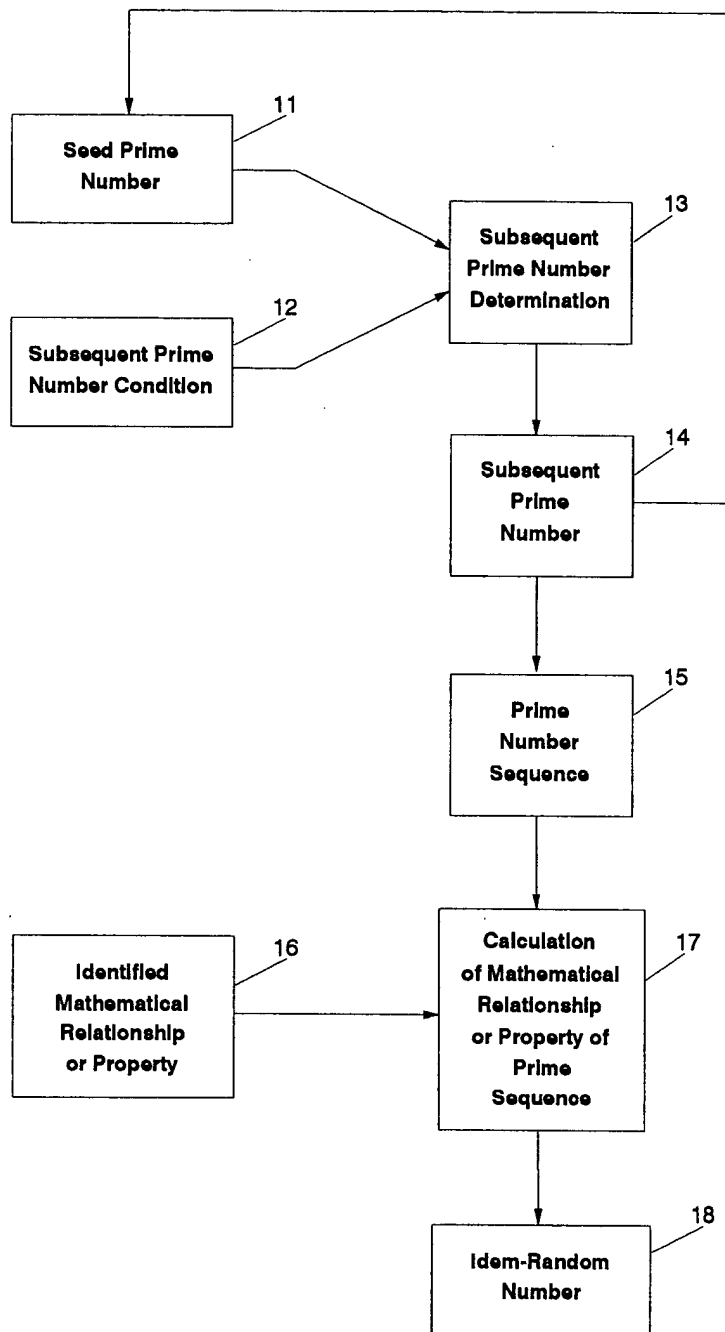 11
Seed Prime
Number
13
Subsequent
Prime Number
Determination
12
Subsequent Prime
Number Condition
14
Subsequent
Prime
Number
15
Prime
Number
Sequence
16
Identified
Mathematical
Relationship
or Property
17
Calculation
of Mathematical
Relationship
or Property of
Prime
Sequence
18
Idem-Random
Number